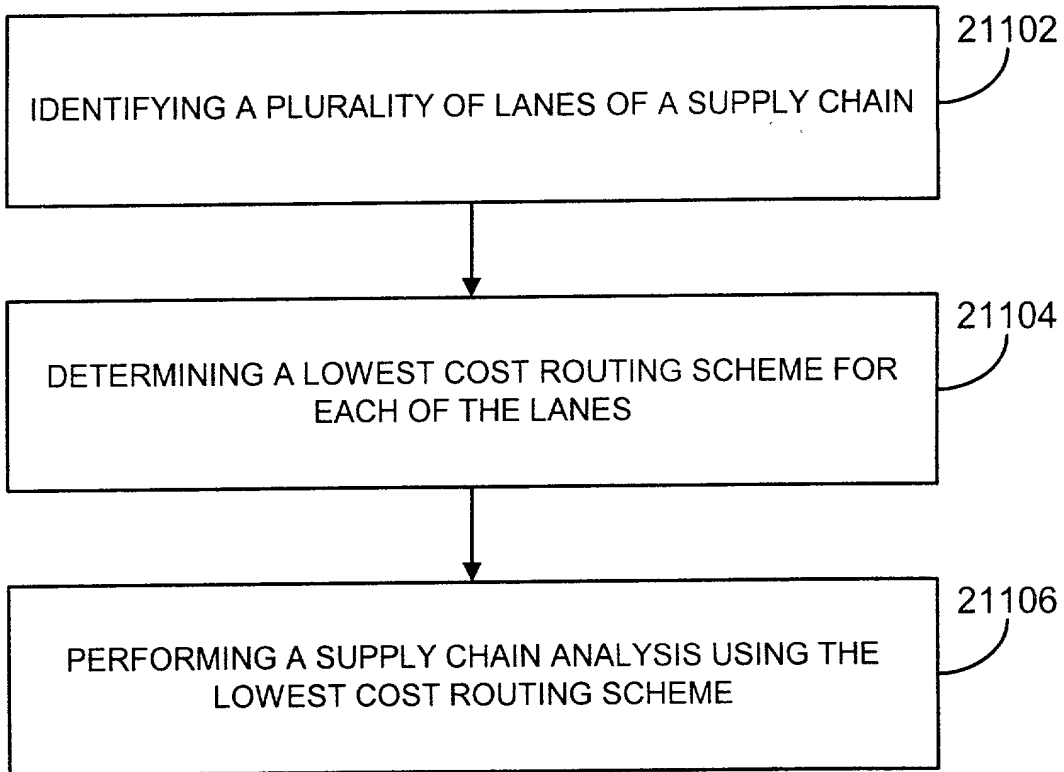 21102
IDENTIFYING A PLURALITY OF LANES OF A SUPPLY CHAIN
21104
DETERMINING A LOWEST COST ROUTING SCHEME FOR
EACH OF THE LANES
21106
PERFORMING A SUPPLY CHAIN ANALYSIS USING THE
LOWEST COST ROUTING SCHEME